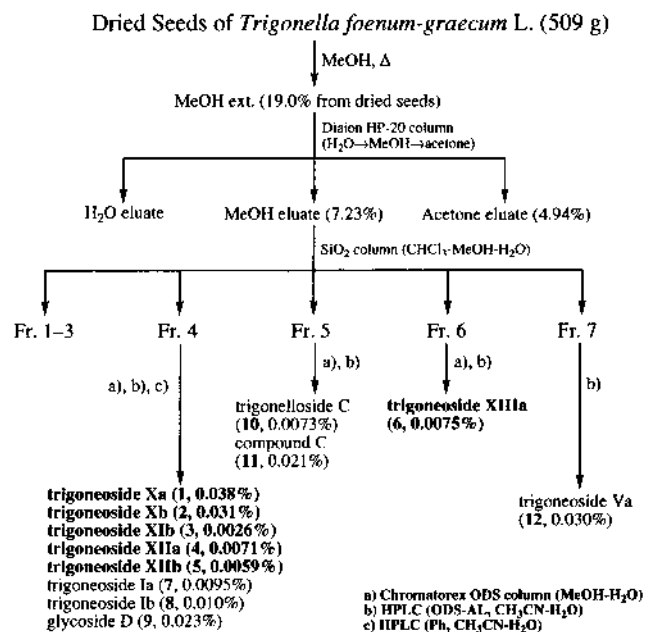 Dried Seeds of Trigonella foenum-graecum L. (509 g)
MeOH, Δ
MeOH ext. (19.0% from dried seeds)
Diaion HP-20 column
(H₂O→MeOH→acetone)
H₂O eluate
MeOH eluate (7.23%)
Acetone eluate (4.94%)
SiO₂ column (CHCl₃-MeOH-H₂O)
Fr. 1–3
Fr. 4
Fr. 5
Fr. 6
Fr. 7
a), b), c)
a), b)
a), b)
b)
trigonelloside C
(10, 0.0073%)
compound C
(11, 0.021%)
trigoneoside XIIIa
(6, 0.0075%)
trigoneoside Xa (1, 0.038%)
trigoneoside Xb (2, 0.031%)
trigoneoside XIb (3, 0.0026%)
trigoneoside XIIa (4, 0.0071%)
trigoneoside XIIb (5, 0.0059%)
trigoneoside Ia (7, 0.0095%)
trigoneoside Ib (8, 0.010%)
glycoside D (9, 0.023%)
trigoneoside Va
(12, 0.030%)
a) Chromatorex ODS column (MeOH-H₂O)
b) HPLC (ODS-AL, CH₃CN-H₂O)
c) HPLC (Ph, CH₃CN-H₂O)